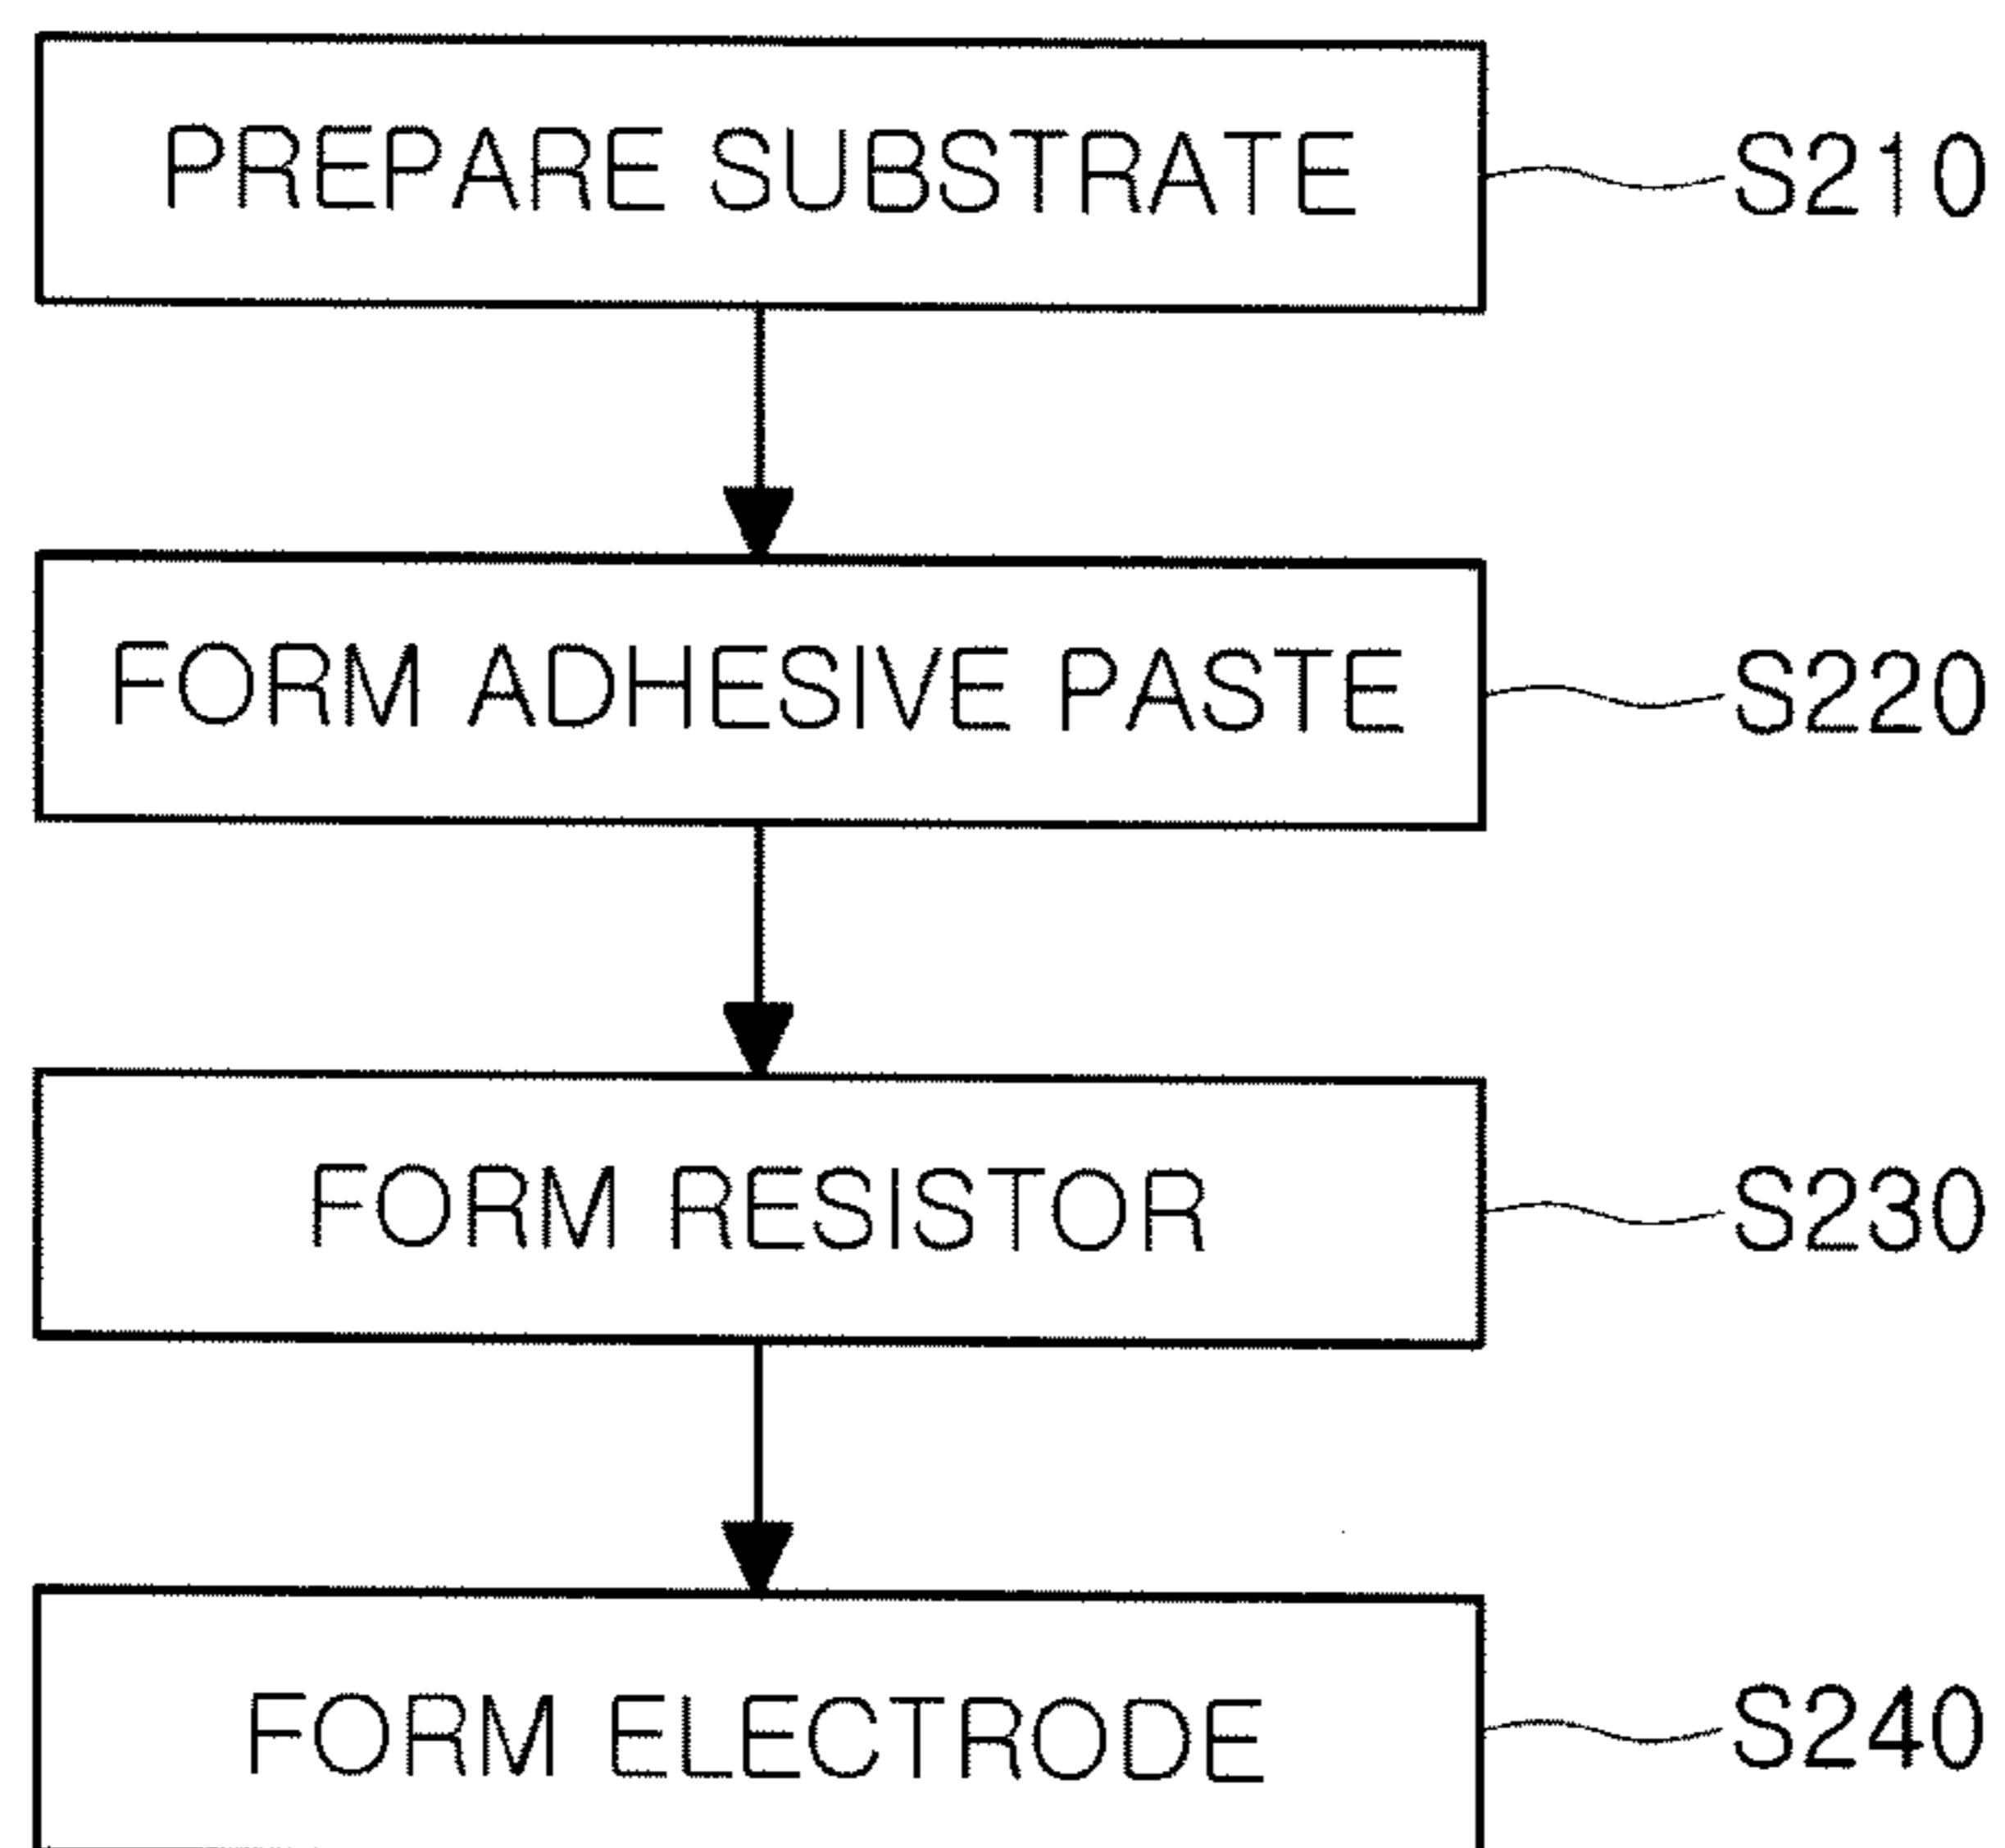 PREPARE SUBSTRATE S210
FORM ADHESIVE PASTE S220
FORM RESISTOR S230
FORM ELECTRODE S240